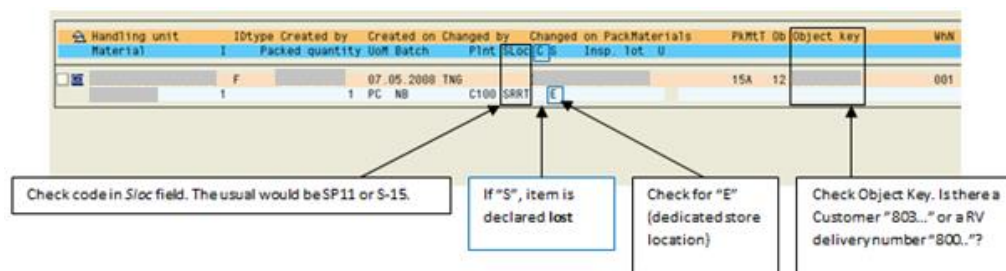 Handling unit IDtype Created by Created on Changed by Changed on PackMaterials PkMtT Ob Object key WhN
Material I Packed quantity UoM Batch Plnt SLoc C S Insp. lot U
F 07.05.2008 TNG 15A 12 001
1 1 PC NB C100 SRRT E
Check code in Sloc field. The usual would be SP11 or S-15.
If "S", item is
declared lost
Check for "E"
(dedicated store
location)
Check Object Key. Is there a
Customer "803..." or a RV
delivery number "800.."?